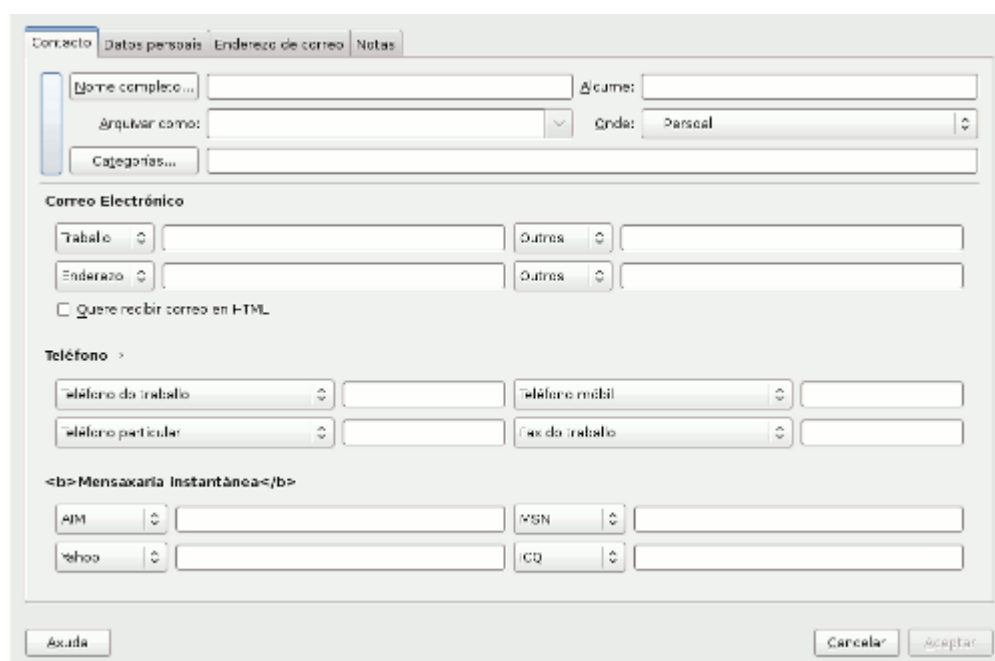 Contacto Datos persoais Enderezo de correo Notas
Nome completo... Alcume:
Arquivar como: Onde: Persoal
Categorías...
Correo Electrónico
Traballo Outros
Enderezo Outros
Quere recibir correo en HTML
Teléfono
Teléfono do traballo Teléfono móbil
Teléfono particular Fax do traballo
<b>Mensaxaria Instantánea</b>
AIM MSN
Yahoo ICQ
Axuda Cancelar Aceptar